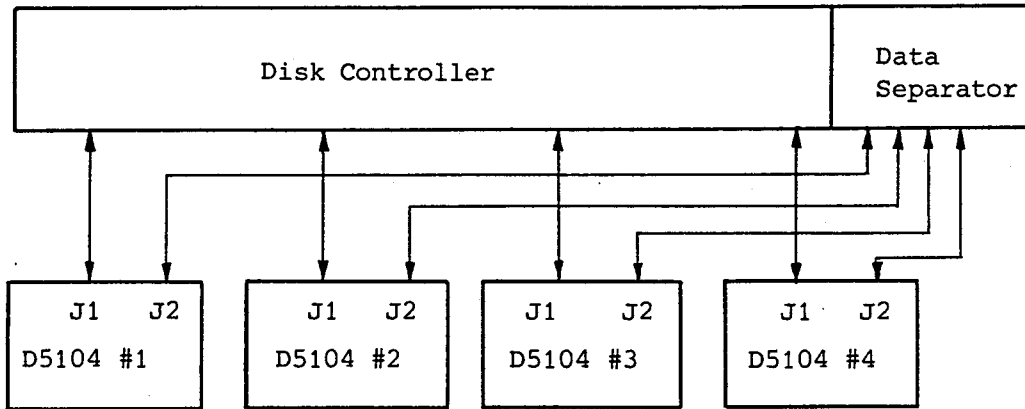 Disk Controller
Data
Separator
J1 J2
D5104 #1
J1 J2
D5104 #2
J1 J2
D5104 #3
J1 J2
D5104 #4